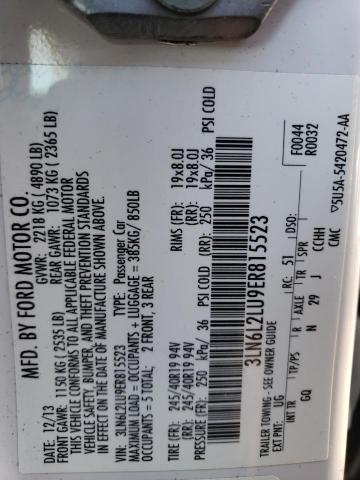 MFD. BY FORD MOTOR CO.
12/13 GVWR: 2218 KG ( 4890 LB)
FRONT GAWR: 1150 KG ( 2535 LB) REAR GAWR: 1073 KG ( 2365 LB)
THIS VEHICLE CONFORMS TO ALL APPLICABLE FEDERAL MOTOR
VEHICLE SAFETY, BUMPER, AND THEFT PREVENTION STANDARDS
IN EFFECT ON THE DATE OF MANUFACTURE SHOWN ABOVE.
VIN: 3LN6L2LU9ER815523 TYPE: Passenger Car
MAXIMUM = OCCUPANTS + LUGGAGE = 385KG/ 850LB
OCCUPANTS = 5 TOTAL; 2 FRONT, 3 REAR
TIRE (FR): 245/40R19 94V RIMS (FR): 19x8.0J
TIRE (RR): 245/40R19 94V RIMS (RR): 19x8.0J
PRESSURE (FR): 250 kPa/ 36 PSI COLD (RR): 250 kPa/ 36 PSI COLD
3LN6L2LU9ER815523
F0044
R0032
TRAILER TOWING - SEE OWNER GUIDE
EXT PNT: UG RC: 51 DSO:
INT TR TP/PS R AXLE TR SPR
GQ N 29 J CCHH
CMC 5U5A-5420472-AA